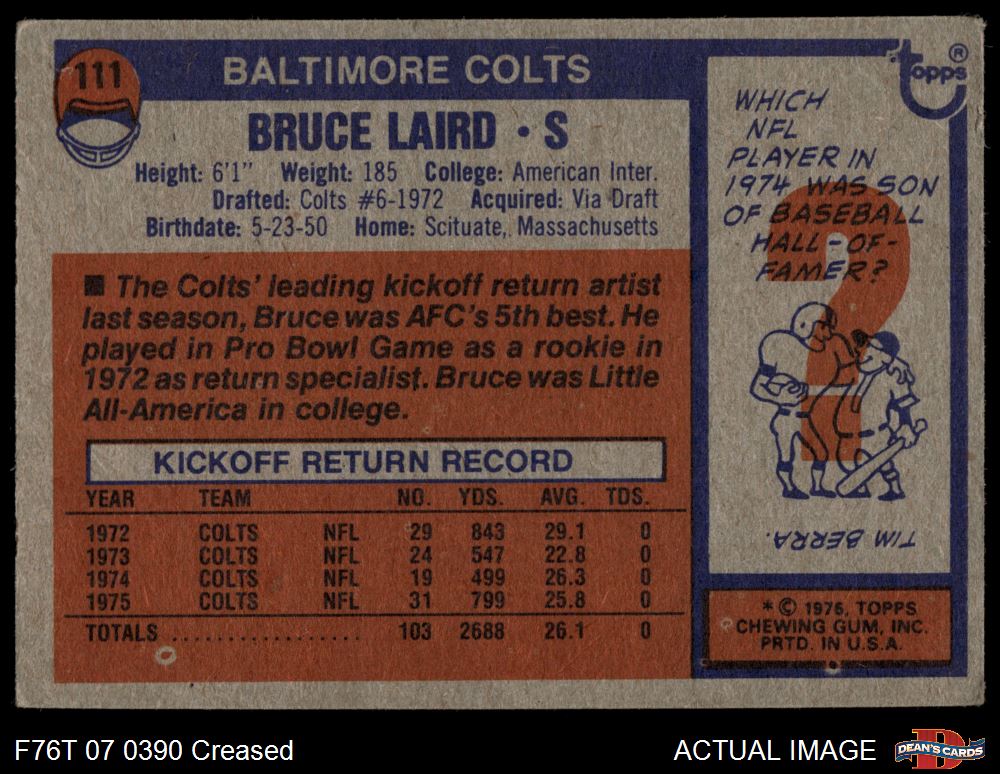 111
BALTIMORE COLTS
BRUCE LAIRD · S
Height: 6'1" Weight: 185 College: American Inter.
Drafted: Colts #6-1972 Acquired: Via Draft
Birthdate: 5-23-50 Home: Scituate, Massachusetts
■ The Colts' leading kickoff return artist
last season, Bruce was AFC's 5th best. He
played in Pro Bowl Game as a rookie in
1972 as return specialist. Bruce was Little
All-America in college.
KICKOFF RETURN RECORD
YEAR TEAM NO. YDS. AVG. TDS.
1972 COLTS NFL 29 843 29.1 0
1973 COLTS NFL 24 547 22.8 0
1974 COLTS NFL 19 499 26.3 0
1975 COLTS NFL 31 799 25.8 0
TOTALS .................. 103 2688 26.1 0
topps®
WHICH
NFL
PLAYER IN
1974 WAS SON
OF BASEBALL
HALL-OF-
FAMER?
?
TIM BERRA.
* © 1976, TOPPS
CHEWING GUM, INC.
PRTD. IN U.S.A.
F76T 07 0390 Creased
ACTUAL IMAGE
D
DEAN'S CARDS